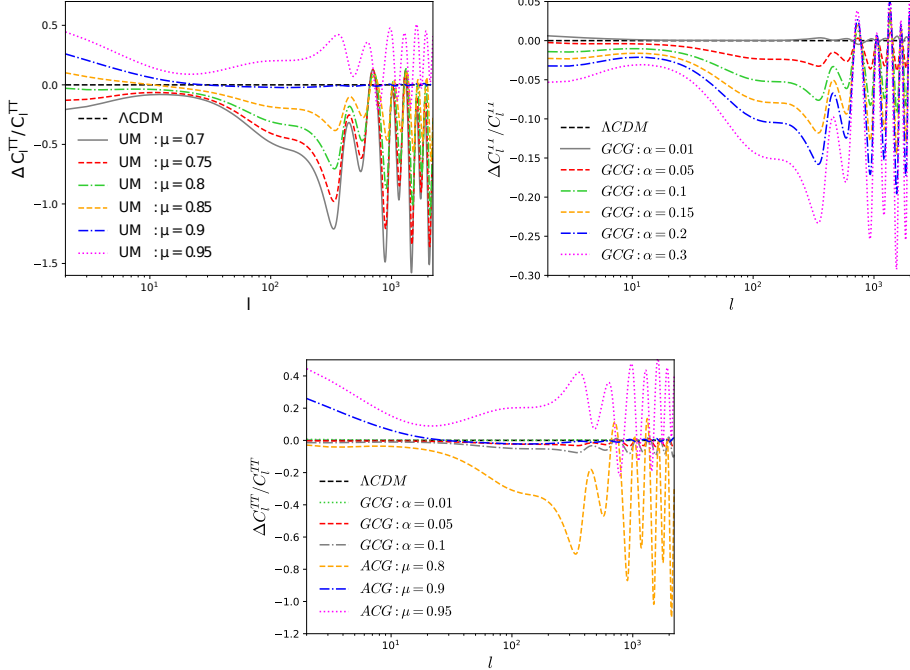 0.5
0.0
−0.5
−1.0
−1.5
Δ C_l^TT / C_l^TT
ΛCDM
UM : μ = 0.7
UM : μ = 0.75
UM : μ = 0.8
UM : μ = 0.85
UM : μ = 0.9
UM : μ = 0.95
10^1
10^2
10^3
l
0.05
0.00
−0.05
−0.10
−0.15
−0.20
−0.25
−0.30
ΔC_l^TT / C_l^TT
ΛCDM
GCG : α = 0.01
GCG : α = 0.05
GCG : α = 0.1
GCG : α = 0.15
GCG : α = 0.2
GCG : α = 0.3
10^1
10^2
10^3
l
0.4
0.2
0.0
−0.2
−0.4
−0.6
−0.8
−1.0
−1.2
ΔC_l^TT / C_l^TT
ΛCDM
GCG : α = 0.01
GCG : α = 0.05
GCG : α = 0.1
ACG : μ = 0.8
ACG : μ = 0.9
ACG : μ = 0.95
10^1
10^2
10^3
l